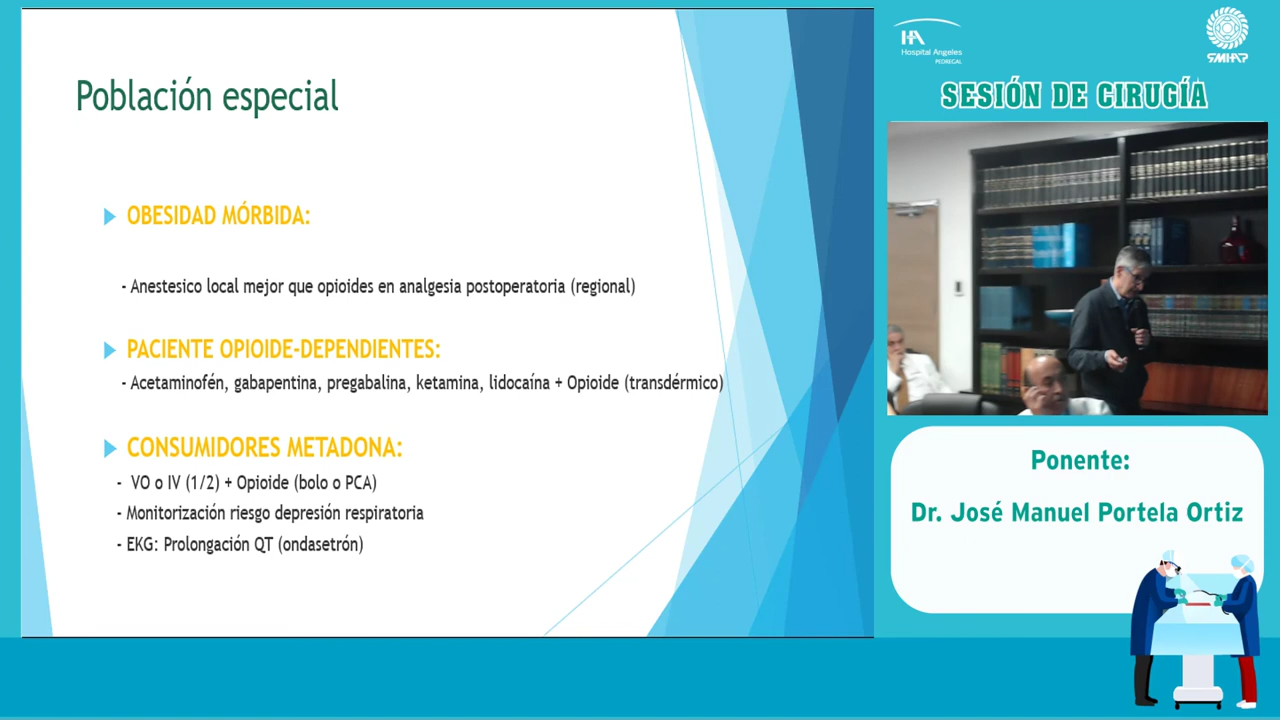 Población especial
OBESIDAD MÓRBIDA:
- Anestesico local mejor que opioides en analgesia postoperatoria (regional)
PACIENTE OPIOIDE-DEPENDIENTES:
- Acetaminofén, gabapentina, pregabalina, ketamina, lidocaína + Opioide (transdérmico)
CONSUMIDORES METADONA:
- VO o IV (1/2) + Opioide (bolo o PCA)
- Monitorización riesgo depresión respiratoria
- EKG: Prolongación QT (ondasetrón)
HA
Hospital Angeles
PEDREGAL
SMHAP
SESIÓN DE CIRUGÍA
Ponente:
Dr. José Manuel Portela Ortiz